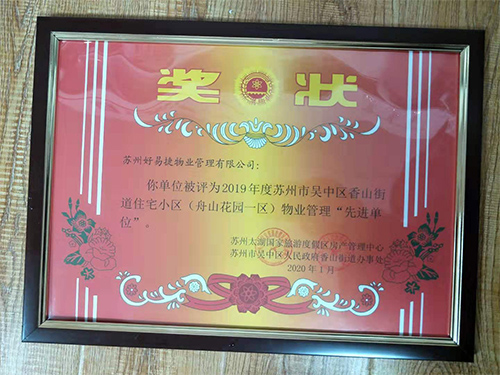 奖 状
苏州好易捷物业管理有限公司：
你单位被评为2019年度苏州市吴中区香山街
道住宅小区（舟山花园一区）物业管理“先进单
位”。
苏州太湖国家旅游度假区房产管理中心
苏州市吴中区人民政府香山街道办事处
2020年1月